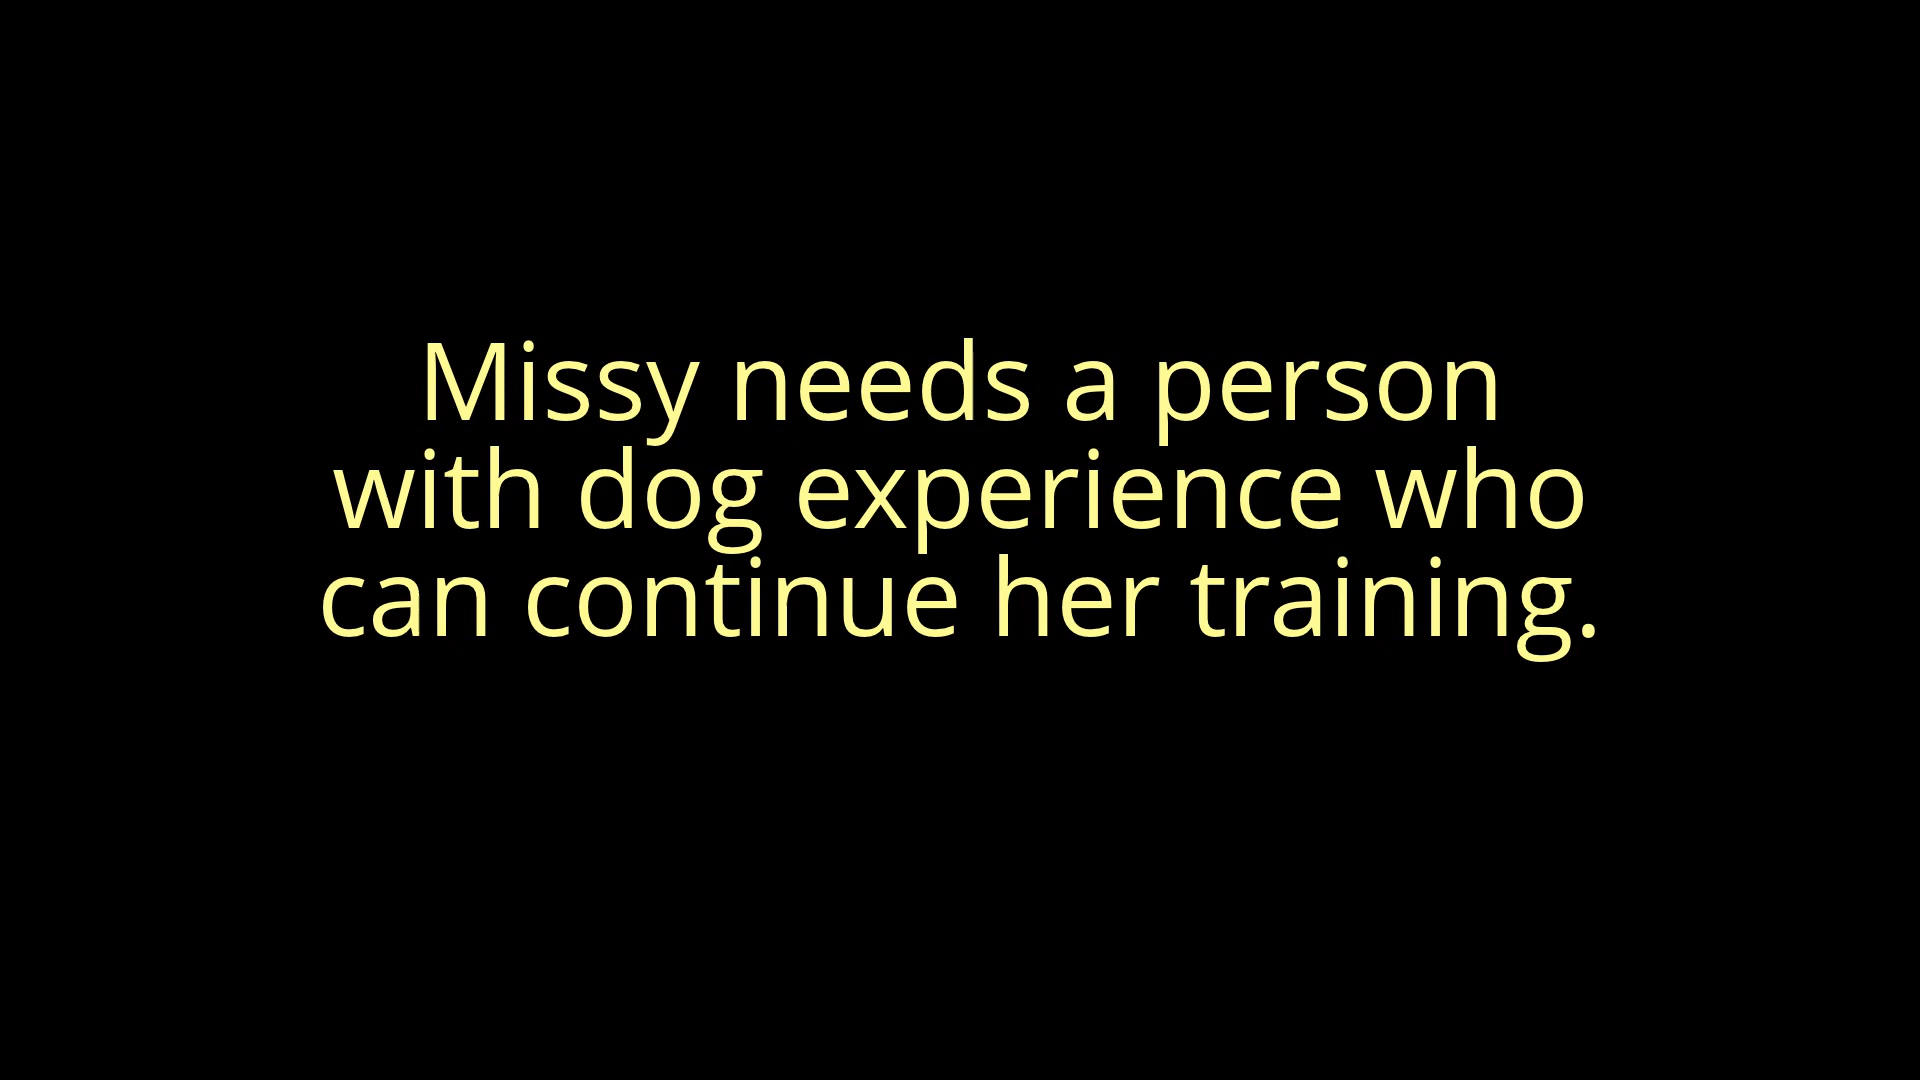 Missy needs a person
with dog experience who
can continue her training.